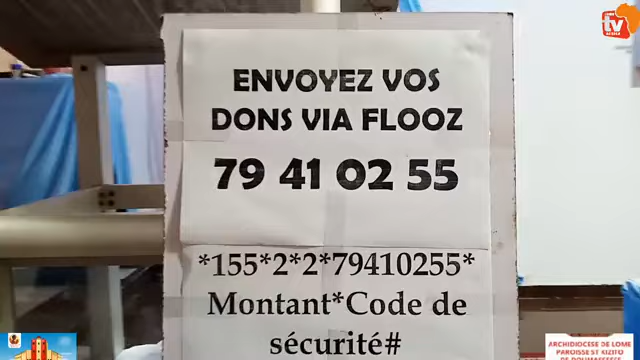 ENVOYEZ VOS
DONS VIA FLOOZ
79 41 02 55
*155*2*2*79410255*
Montant*Code de
sécurité#
tv
ARCHIDIOCESE DE LOME
PAROISSE ST KIZITO